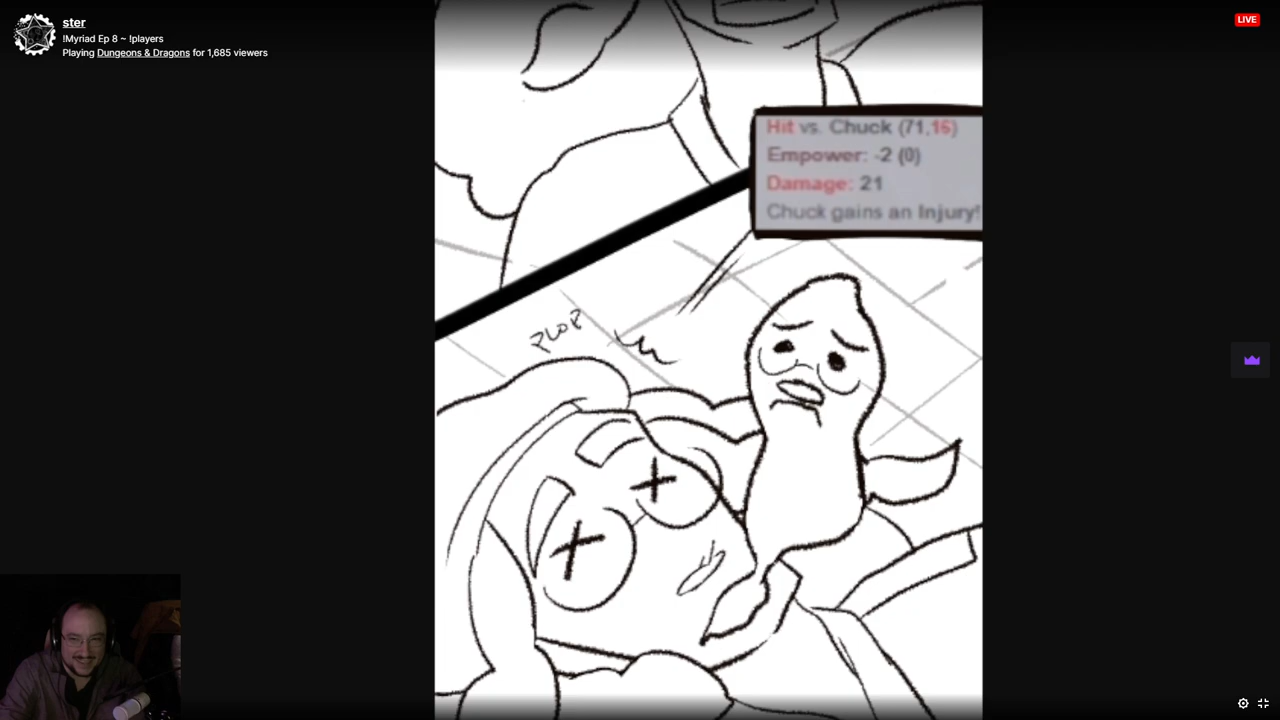 ster
!Myriad Ep 8 ~ !players
Playing Dungeons & Dragons for 1,685 viewers
LIVE
Hit vs. Chuck (71,16)
Empower: -2 (0)
Damage: 21
Chuck gains an Injury!
PLOP